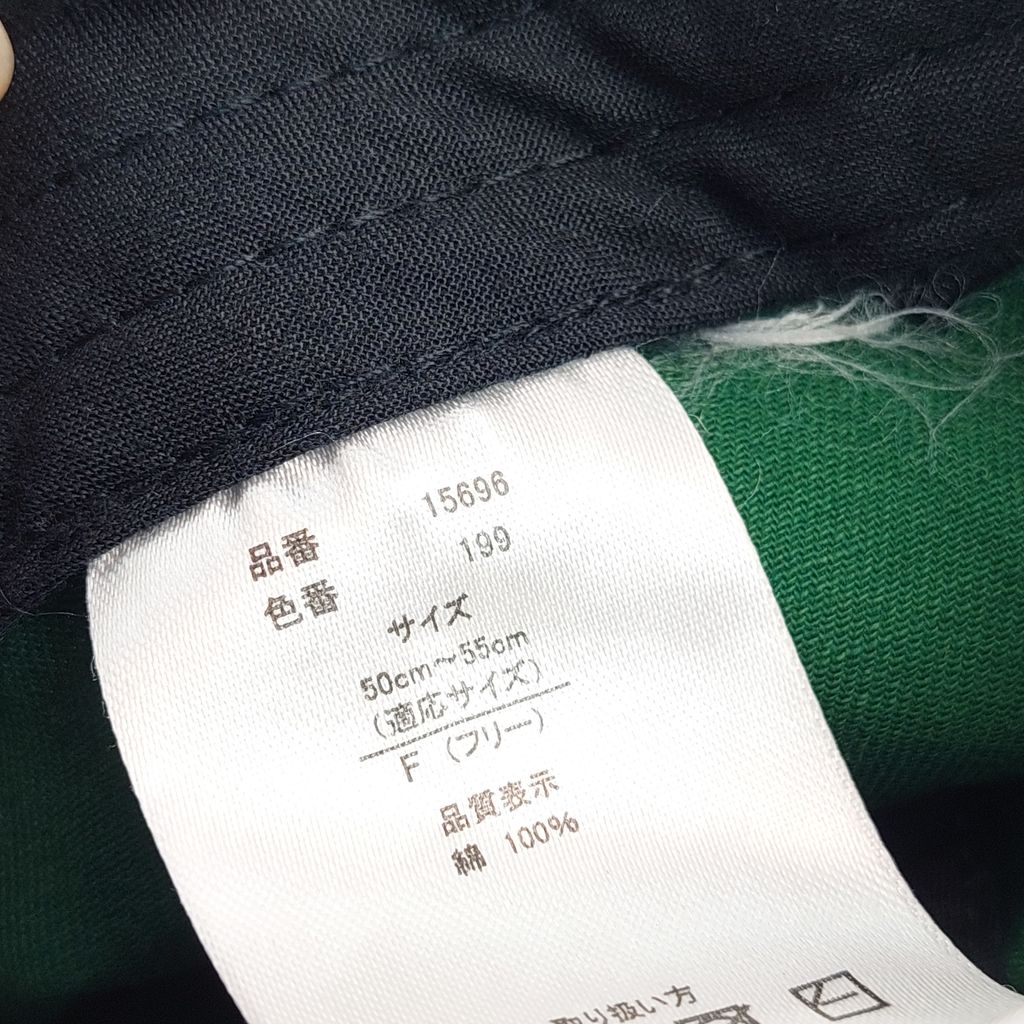 品番 15696
色番 199
サイズ
50cm～55cm
(適応サイズ)
F (フリー)
品質表示
綿 100%
取り扱い方